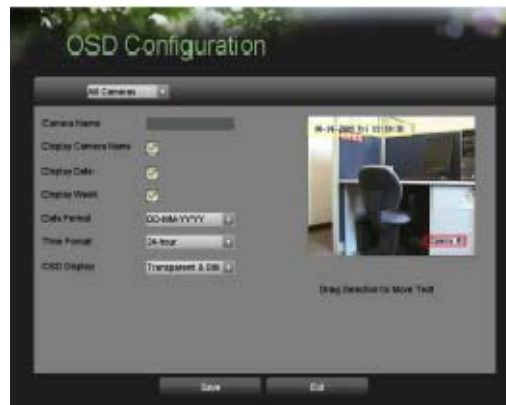 OSD Configuration
All Cameras
Camera Name
Display Camera Name
Display Date
Display Week
Date Format DD-MM-YYYY
Time Format 24-hour
OSD Display Transparent &
Drag Selection to Move Text
Save Exit